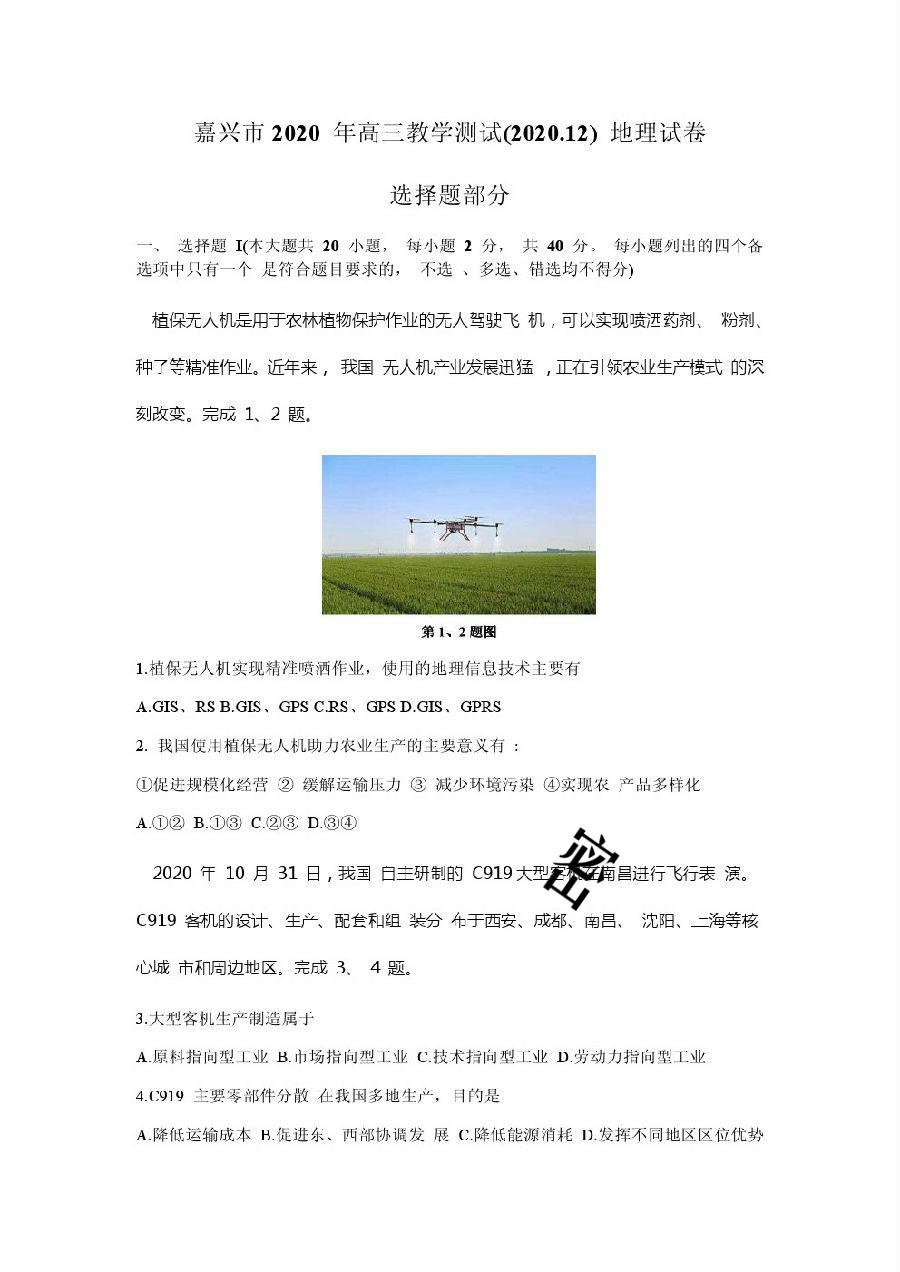 嘉兴市 2020 年高三教学测试(2020.12) 地理试卷
选择题部分
一、 选择题 I(本大题共 20 小题， 每小题 2 分， 共 40 分。 每小题列出的四个备
选项中只有一个 是符合题目要求的， 不选 、多选、错选均不得分)
植保无人机是用于农林植物保护作业的无人驾驶飞 机，可以实现喷洒药剂、 粉剂、
种了等精准作业。近年来， 我国 无人机产业发展迅猛 ，正在引领农业生产模式 的深
刻改变。完成 1、2 题。
第 1、2 题图
1.植保无人机实现精准喷洒作业，使用的地理信息技术主要有
A.GIS、RS B.GIS、GPS C.RS、GPS D.GIS、GPRS
2. 我国使用植保无人机助力农业生产的主要意义有 :
①促进规模化经营 ② 缓解运输压力 ③ 减少环境污染 ④实现农 产品多样化
A.①② B.①③ C.②③ D.③④
密
2020 年 10 月 31 日，我国 自主研制的 C919 大型客机在南昌进行飞行表 演。
C919 客机的设计、生产、配套和组 装分 布于西安、成都、南昌、 沈阳、上海等核
心城 市和周边地区。完成 3、 4 题。
3.大型客机生产制造属于
A.原料指向型工业 B.市场指向型工业 C.技术指向型工业 D.劳动力指向型工业
4.C919 主要零部件分散 在我国多地生产，目的是
A.降低运输成本 B.促进东、西部协调发 展 C.降低能源消耗 D.发挥不同地区区位优势